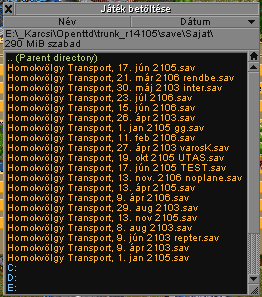 Játék betöltése
Név Dátum
E:\_Karcsi\Openttd\trunk_r14105\save\Sajat\
290 MiB szabad
.. (Parent directory)
Homokvölgy Transport, 17. jún 2105.sav
Homokvölgy Transport, 21. már 2106 rendbe.sav
Homokvölgy Transport, 30. máj 2103 inter.sav
Homokvölgy Transport, 23. júl 2106.sav
Homokvölgy Transport, 15. jún 2106.sav
Homokvölgy Transport, 26. ápr 2103.sav
Homokvölgy Transport, 1. jan 2105 gg.sav
Homokvölgy Transport, 11. feb 2106.sav
Homokvölgy Transport, 27. ápr 2103 varosK.sav
Homokvölgy Transport, 19. okt 2105 UTAS.sav
Homokvölgy Transport, 17. jún 2105 TEST.sav
Homokvölgy Transport, 13. nov. 2106 noplane.sav
Homokvölgy Transport, 13. ápr 2105.sav
Homokvölgy Transport, 9. ápr 2106.sav
Homokvölgy Transport, 29. aug 2103.sav
Homokvölgy Transport, 13. nov 2105.sav
Homokvölgy Transport, 8. aug 2103.sav
Homokvölgy Transport, 9. jún 2103 repter.sav
Homokvölgy Transport, 9. ápr 2103.sav
Homokvölgy Transport, 1. jan 2105.sav
C:
D:
E: